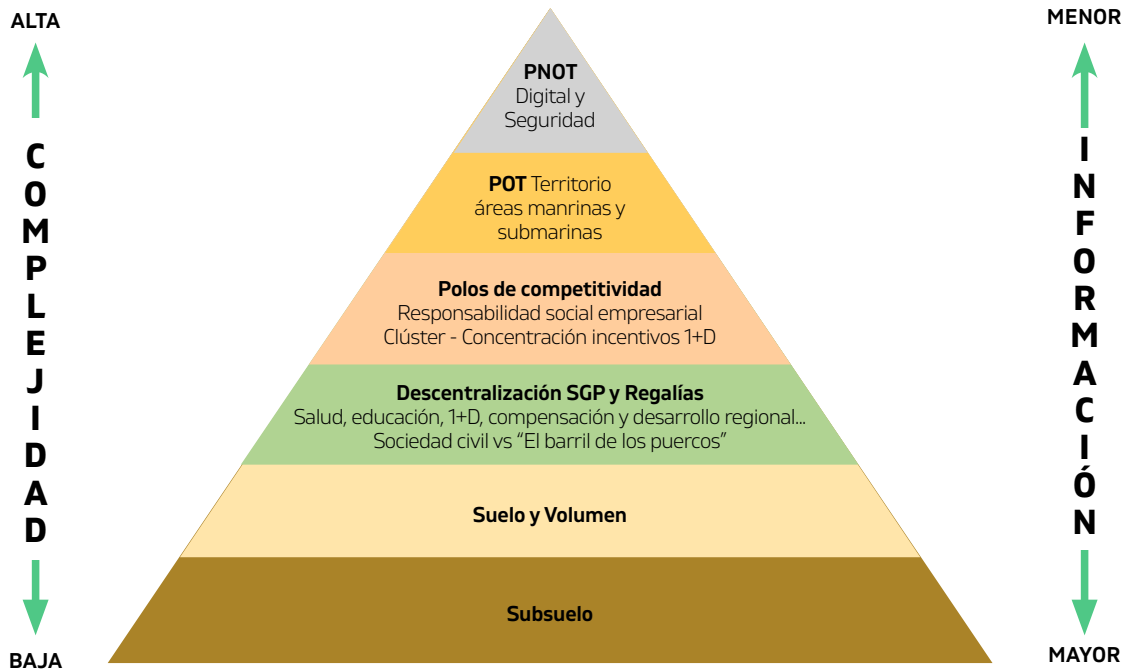 ALTA
MENOR
COMPLEJIDAD
INFORMACIÓN
PNOT
Digital y
Seguridad
POT Territorio
áreas manrinas y
submarinas
Polos de competitividad
Responsabilidad social empresarial
Clúster - Concentración incentivos 1+D
Descentralización SGP y Regalías
Salud, educación, 1+D, compensación y desarrollo regional...
Sociedad civil vs “El barril de los puercos”
Suelo y Volumen
Subsuelo
BAJA
MAYOR